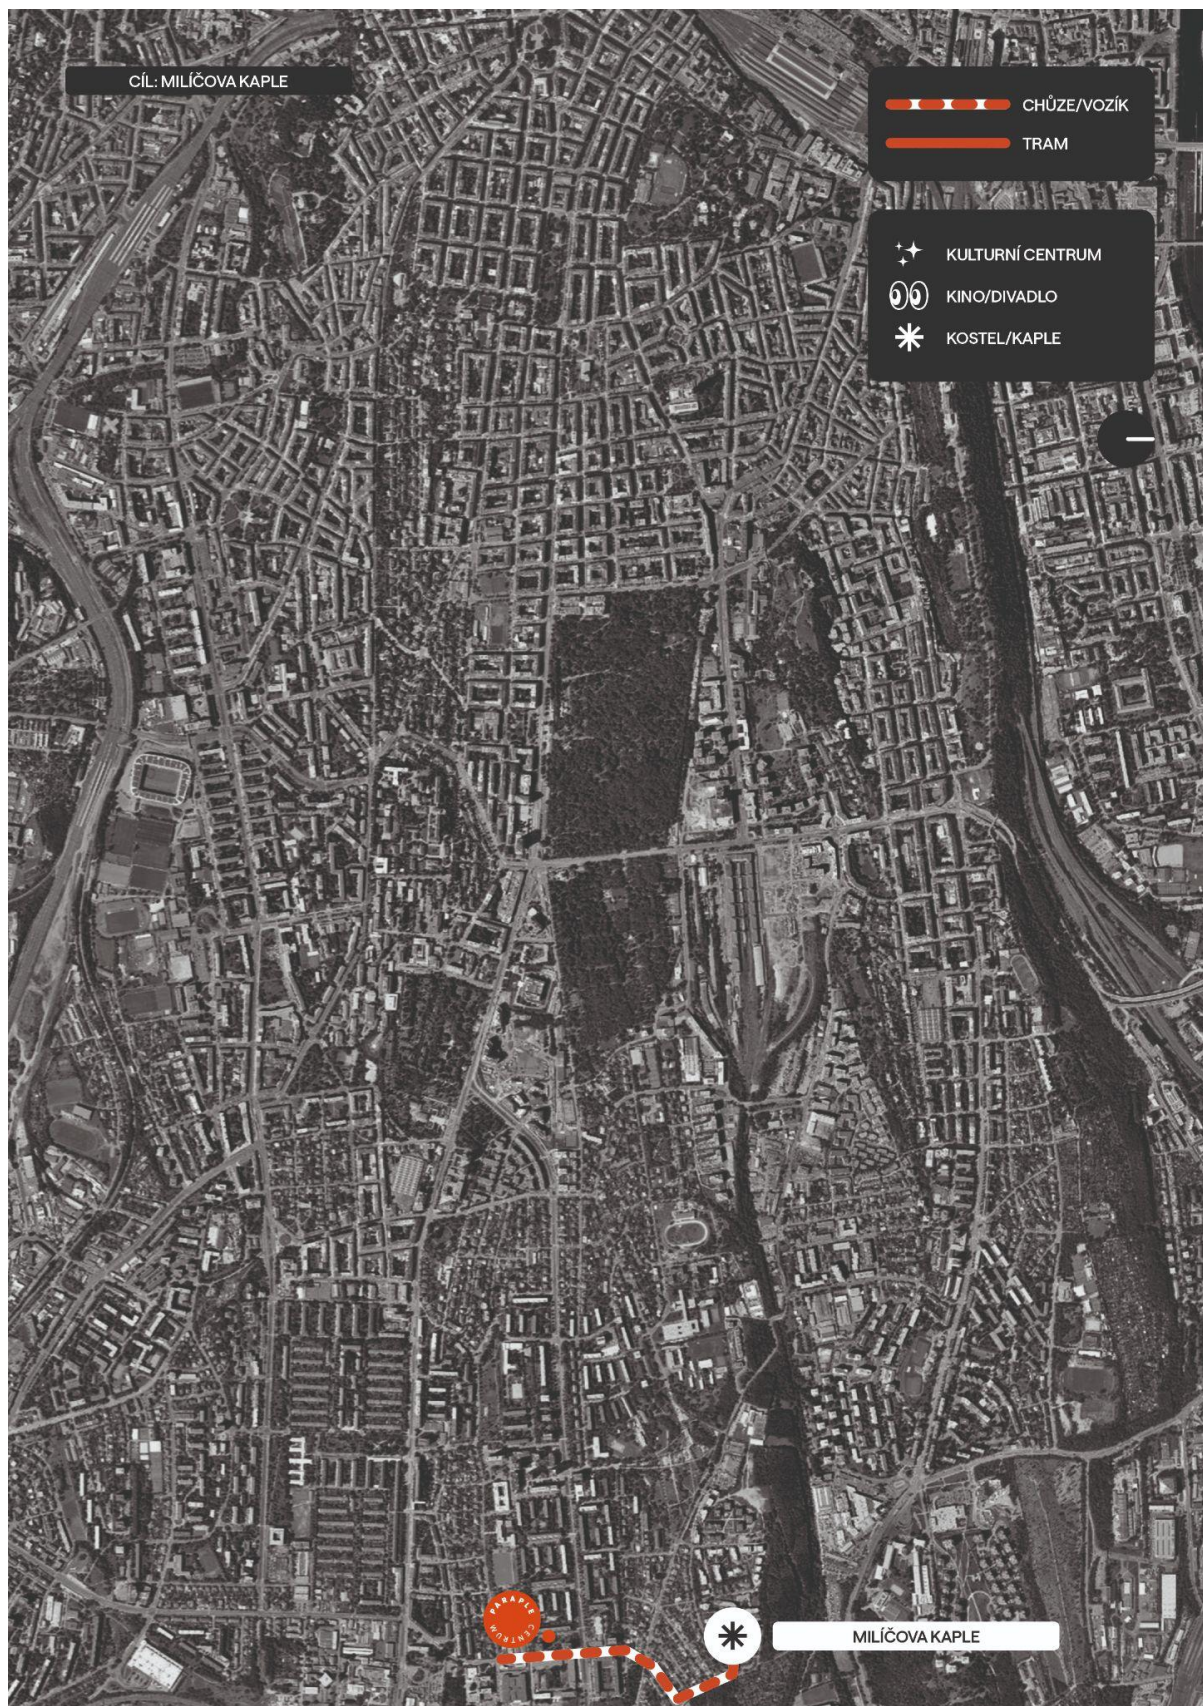 CÍL: MILÍČOVA KAPLE
CHŮZE/VOZÍK
TRAM
KULTURNÍ CENTRUM
KINO/DIVADLO
KOSTEL/KAPLE
PARAPLE
CENTRUM
MILÍČOVA KAPLE